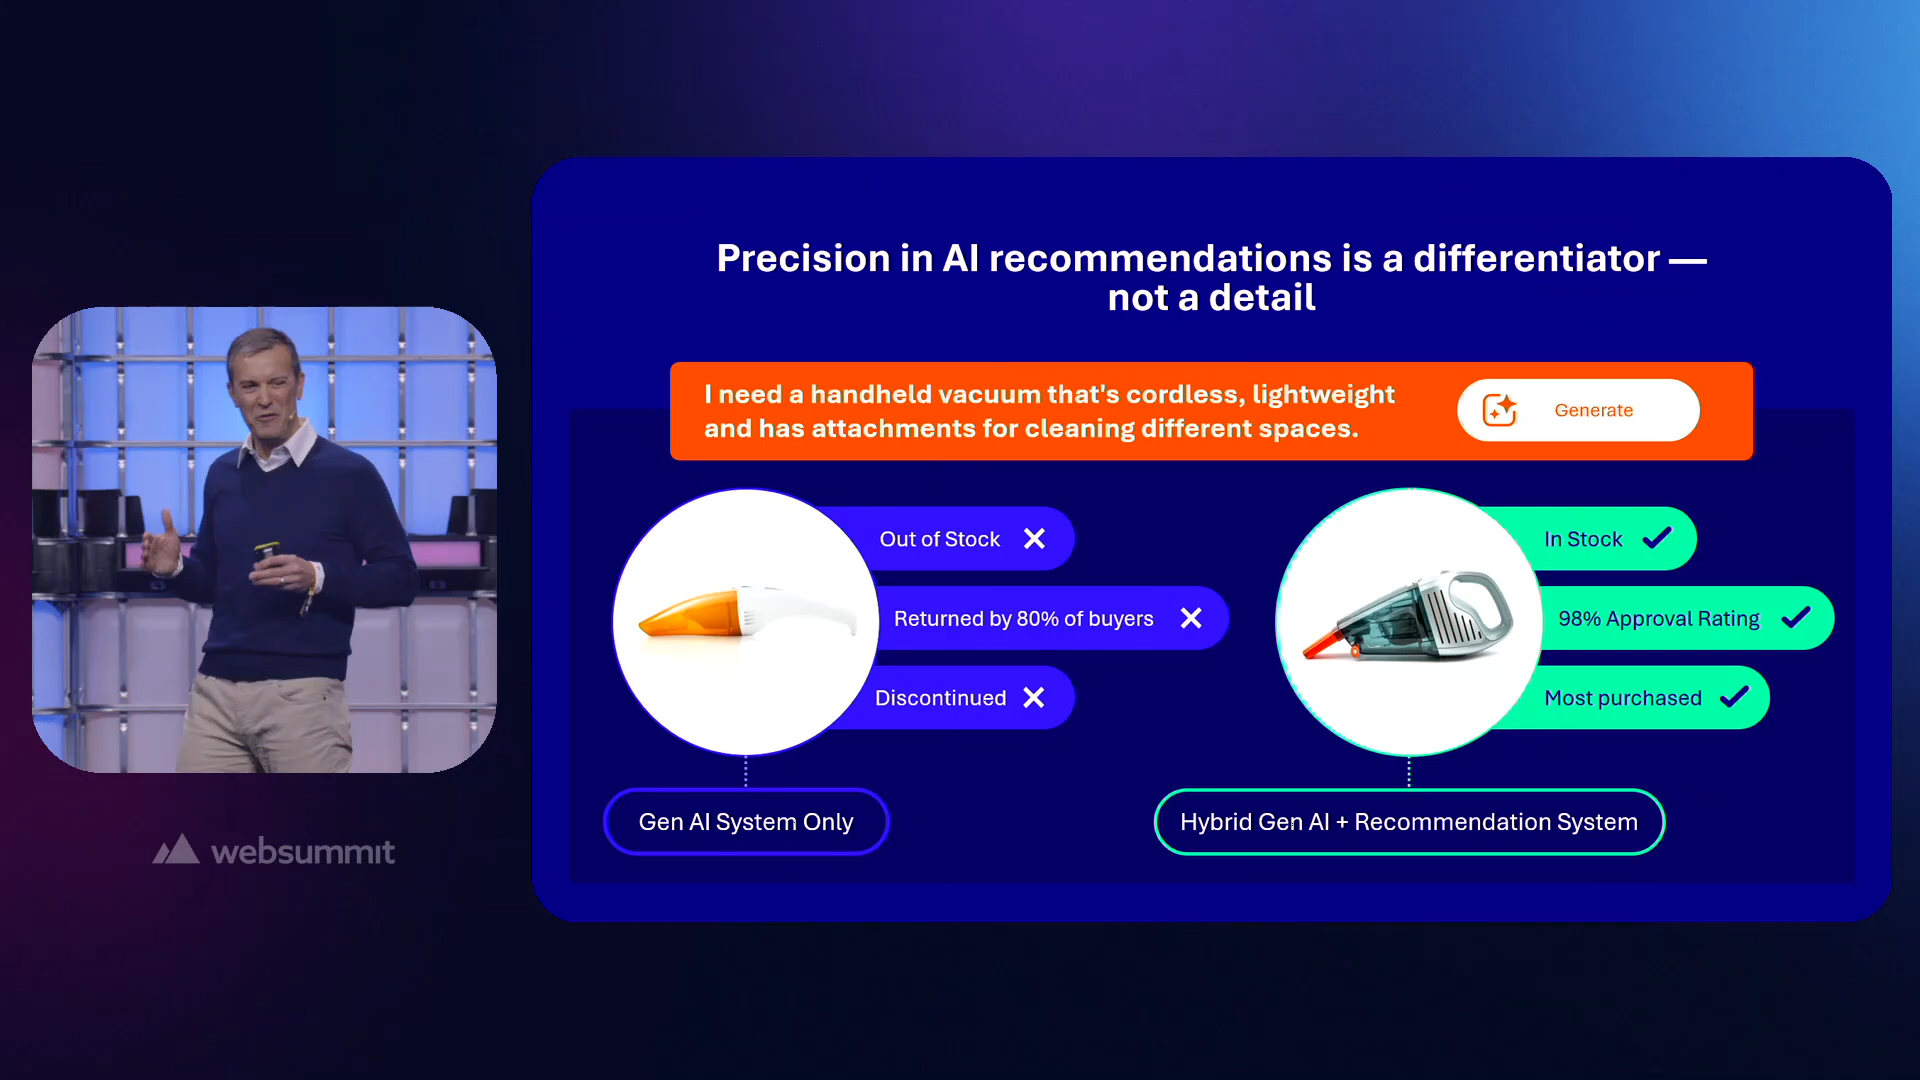 Precision in AI recommendations is a differentiator —
not a detail
I need a handheld vacuum that's cordless, lightweight
and has attachments for cleaning different spaces.
Generate
Out of Stock
Returned by 80% of buyers
Discontinued
Gen AI System Only
In Stock
98% Approval Rating
Most purchased
Hybrid Gen AI + Recommendation System
websummit